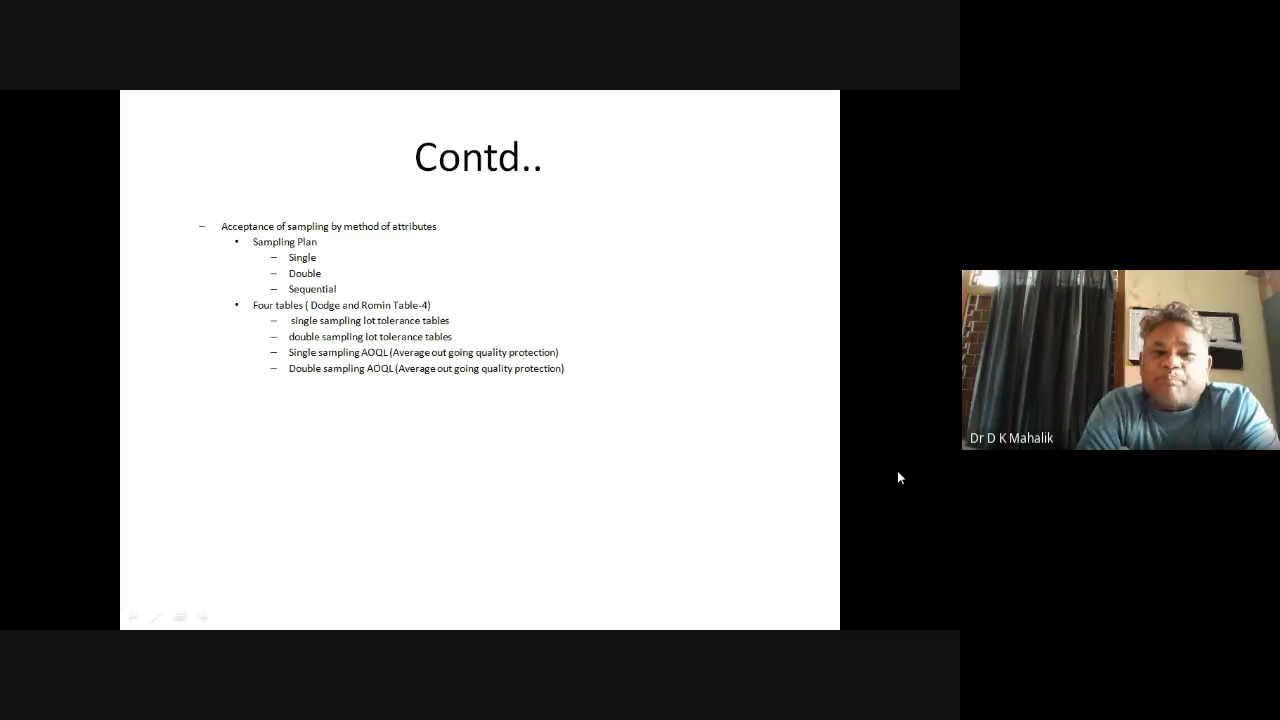 Contd..
– Acceptance of sampling by method of attributes
• Sampling Plan
– Single
– Double
– Sequential
• Four tables ( Dodge and Romin Table-4)
– single sampling lot tolerance tables
– double sampling lot tolerance tables
– Single sampling AOQL (Average out going quality protection)
– Double sampling AOQL (Average out going quality protection)
Dr D K Mahalik